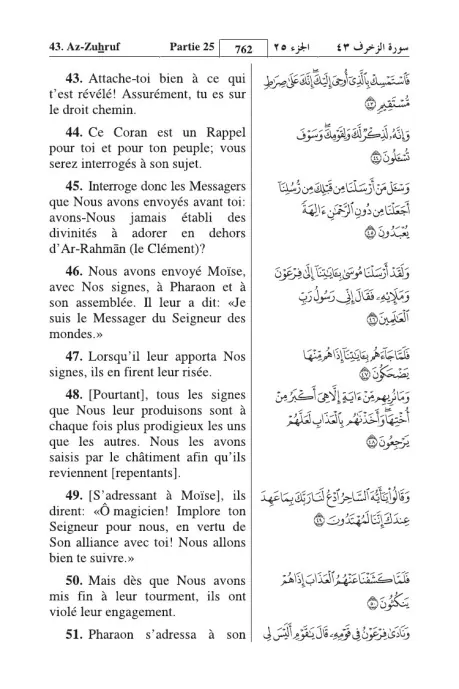 43. Az-Zuhruf Partie 25 762 الجزء ٢٥ سورة الزخرف ٤٣
43. Attache-toi bien à ce qui
t'est révélé! Assurément, tu es sur
le droit chemin.
44. Ce Coran est un Rappel
pour toi et pour ton peuple; vous
serez interrogés à son sujet.
45. Interroge donc les Messagers
que Nous avons envoyés avant toi:
avons-Nous jamais établi des
divinités à adorer en dehors
d'Ar-Rahmān (le Clément)?
46. Nous avons envoyé Moïse,
avec Nos signes, à Pharaon et à
son assemblée. Il leur a dit: «Je
suis le Messager du Seigneur des
mondes.»
47. Lorsqu'il leur apporta Nos
signes, ils en firent leur risée.
48. [Pourtant], tous les signes
que Nous leur produisons sont à
chaque fois plus prodigieux les uns
que les autres. Nous les avons
saisis par le châtiment afin qu'ils
reviennent [repentants].
49. [S'adressant à Moïse], ils
dirent: «Ô magicien! Implore ton
Seigneur pour nous, en vertu de
Son alliance avec toi! Nous allons
bien te suivre.»
50. Mais dès que Nous avons
mis fin à leur tourment, ils ont
violé leur engagement.
51. Pharaon s'adressa à son
فَٱسْتَمْسِكْ بِٱلَّذِىٓ أُوحِىَ إِلَيْكَ ۖ إِنَّكَ عَلَىٰ صِرَٰطٍ
مُّسْتَقِيمٍ ٤٣
وَإِنَّهُۥ لَذِكْرٌ لَّكَ وَلِقَوْمِكَ ۖ وَسَوْفَ
تُسْـَٔلُونَ ٤٤
وَسْـَٔلْ مَنْ أَرْسَلْنَا مِن قَبْلِكَ مِن رُّسُلِنَآ
أَجَعَلْنَا مِن دُونِ ٱلرَّحْمَٰنِ ءَالِهَةً
يُعْبَدُونَ ٤٥
وَلَقَدْ أَرْسَلْنَا مُوسَىٰ بِـَٔايَٰتِنَآ إِلَىٰ فِرْعَوْنَ
وَمَلَإِي۟هِۦ فَقَالَ إِنِّى رَسُولُ رَبِّ
ٱلْعَٰلَمِينَ ٤٦
فَلَمَّا جَآءَهُم بِـَٔايَٰتِنَآ إِذَا هُم مِّنْهَا
يَضْحَكُونَ ٤٧
وَمَا نُرِيهِم مِّنْ ءَايَةٍ إِلَّا هِىَ أَكْبَرُ مِنْ
أُخْتِهَا ۖ وَأَخَذْنَٰهُم بِٱلْعَذَابِ لَعَلَّهُمْ
يَرْجِعُونَ ٤٨
وَقَالُوا۟ يَٰٓأَيُّهَ ٱلسَّاحِرُ ٱدْعُ لَنَا رَبَّكَ بِمَا عَهِدَ
عِندَكَ إِنَّنَا لَمُهْتَدُونَ ٤٩
فَلَمَّا كَشَفْنَا عَنْهُمُ ٱلْعَذَابَ إِذَا هُمْ
يَنكُثُونَ ٥٠
وَنَادَىٰ فِرْعَوْنُ فِى قَوْمِهِۦ قَالَ يَٰقَوْمِ أَلَيْسَ لِى